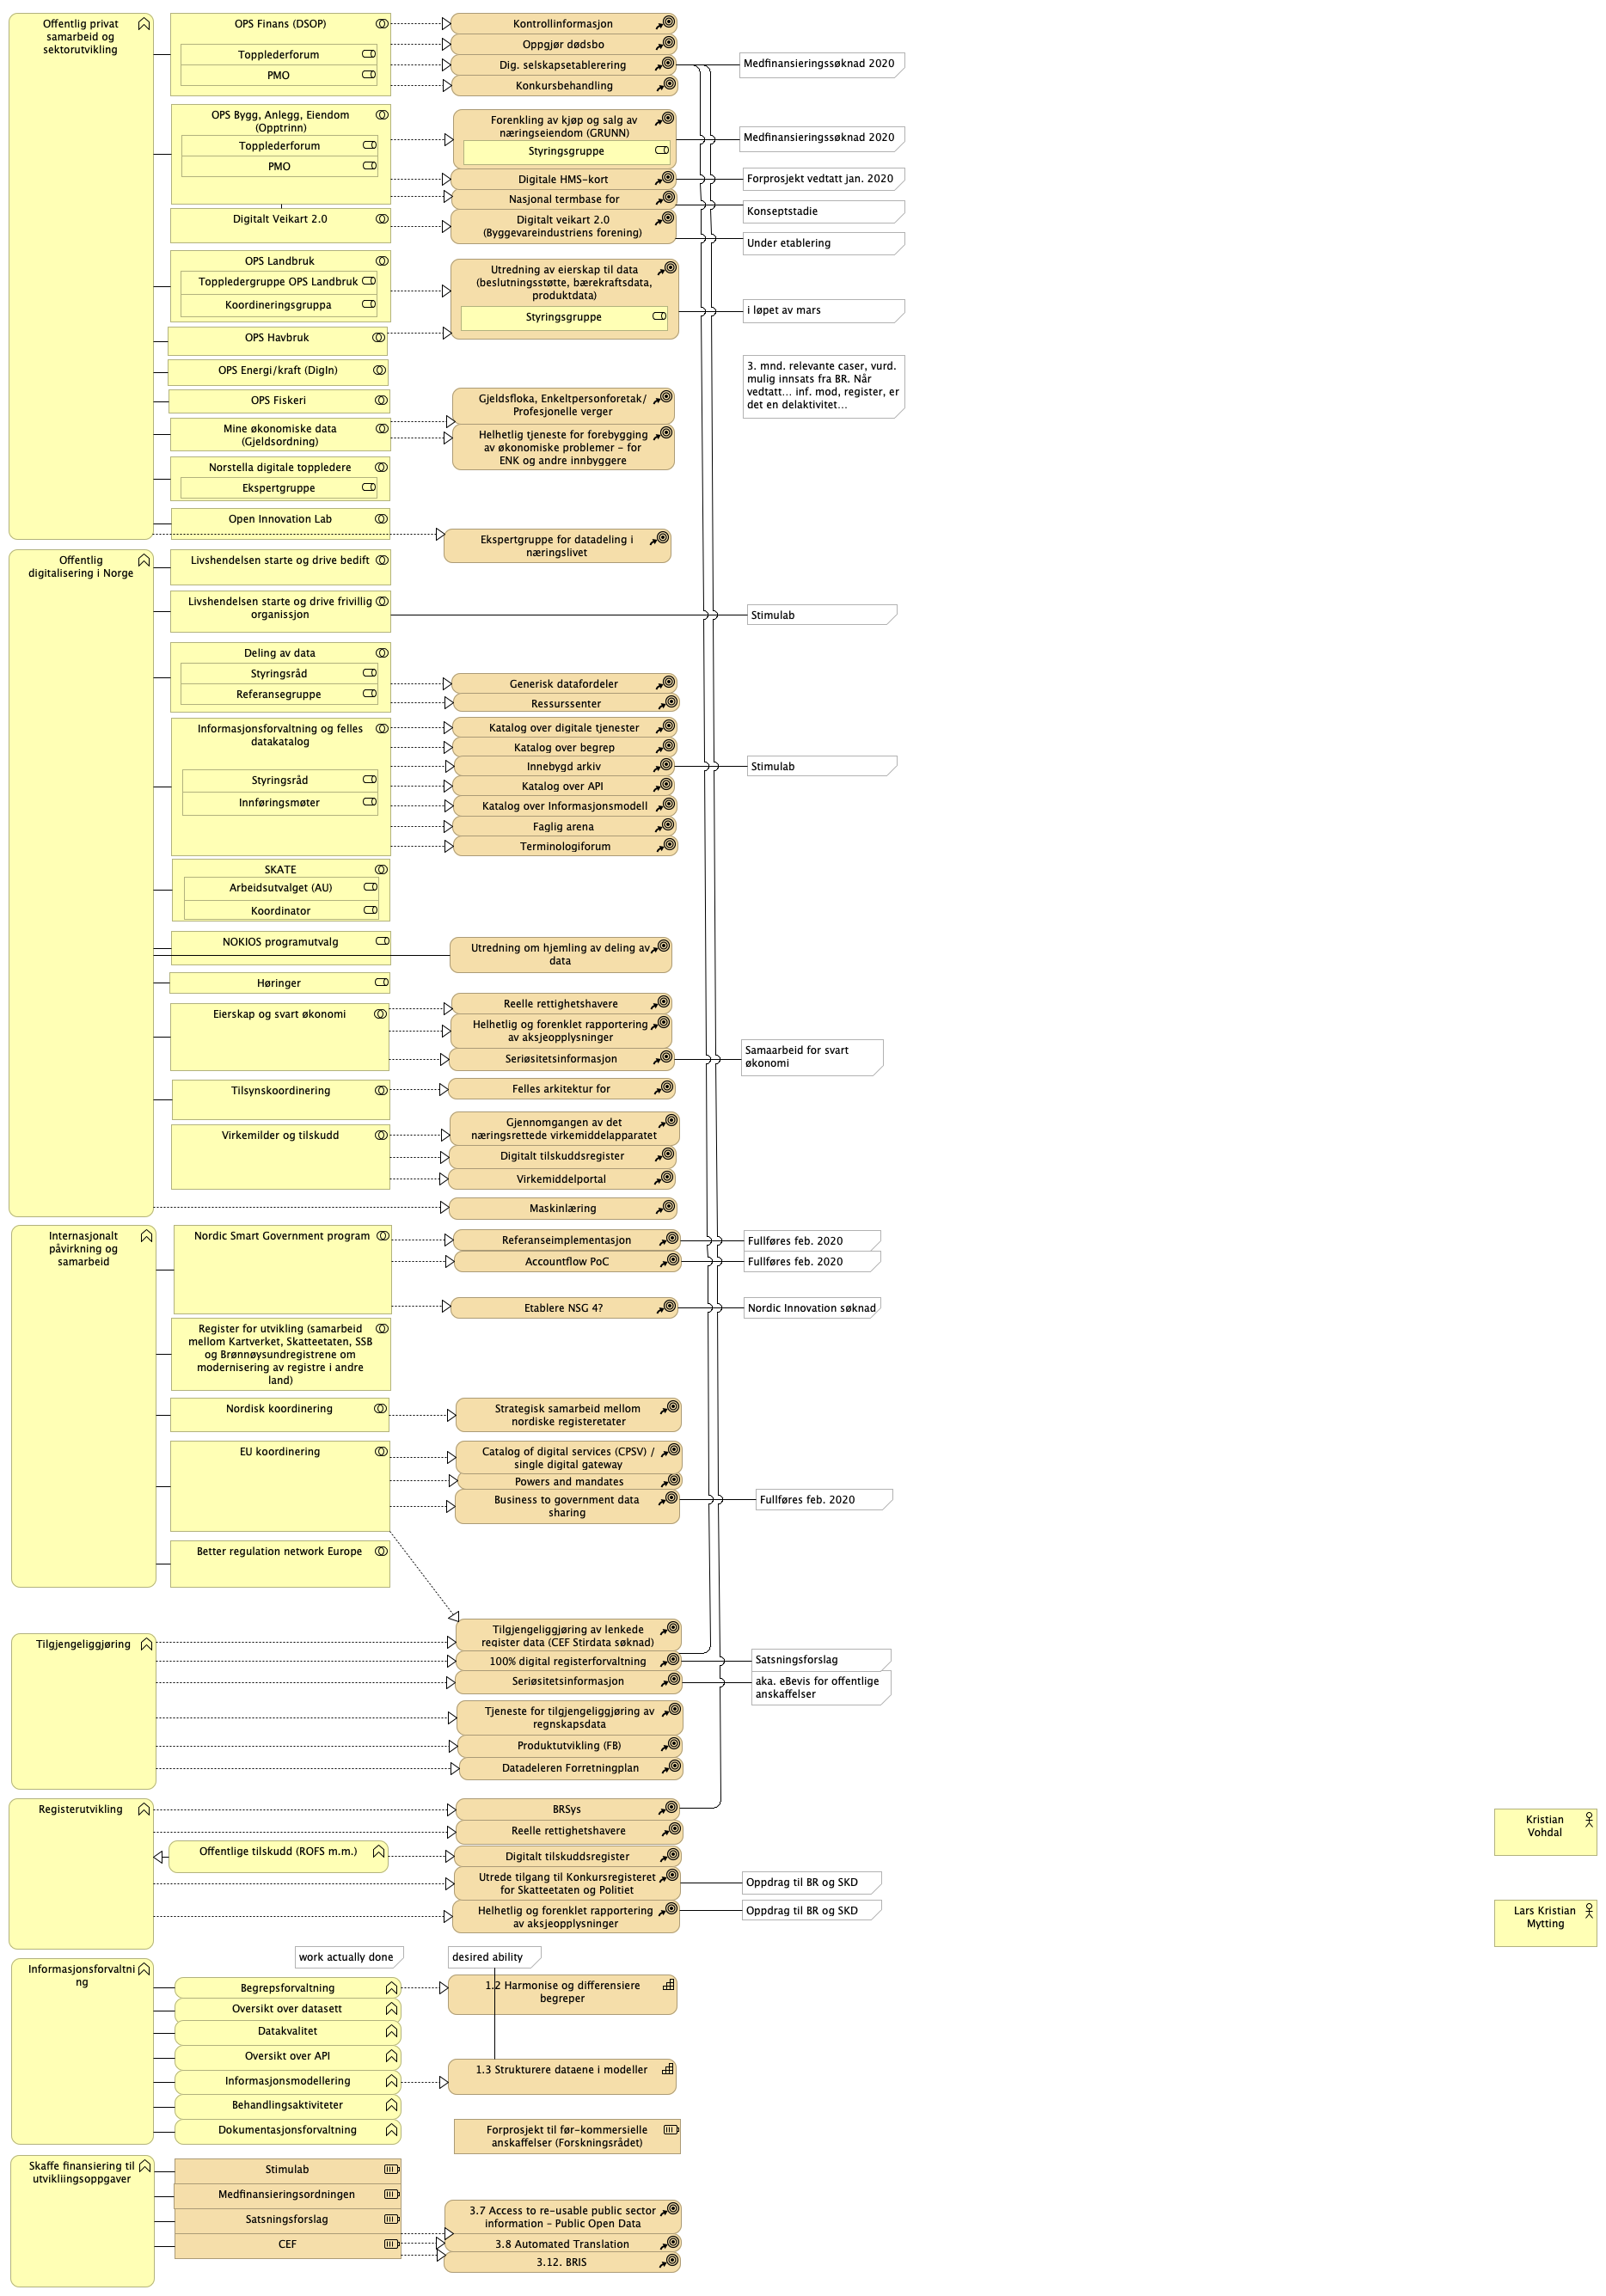 Offentlig privat
samarbeid og
sektorutvikling
OPS Finans (DSOP)
Topplederforum
PMO
Kontrollinformasjon
Oppgjør dødsbo
Dig. selskapsetablerering
Konkursbehandling
Medfinansieringssøknad 2020
OPS Bygg, Anlegg, Eiendom
(Opptrinn)
Topplederforum
PMO
Forenkling av kjøp og salg av
næringseiendom (GRUNN)
Styringsgruppe
Medfinansieringssøknad 2020
Digitale HMS-kort
Forprosjekt vedtatt jan. 2020
Nasjonal termbase for
Konseptstadie
Digitalt Veikart 2.0
Digitalt veikart 2.0
(Byggevareindustriens forening)
Under etablering
OPS Landbruk
Toppledergruppe OPS Landbruk
Koordineringsgruppa
Utredning av eierskap til data
(beslutningsstøtte, bærekraftsdata,
produktdata)
Styringsgruppe
i løpet av mars
OPS Havbruk
OPS Energi/kraft (DigIn)
3. mnd. relevante caser, vurd.
mulig innsats fra BR. Når
vedtatt... inf. mod, register, er
det en delaktivitet...
OPS Fiskeri
Gjeldsfloka, Enkeltpersonforetak/
Profesjonelle verger
Mine økonomiske data
(Gjeldsordning)
Helhetlig tjeneste for forebygging
av økonomiske problemer - for
ENK og andre innbyggere
Norstella digitale toppledere
Ekspertgruppe
Open Innovation Lab
Ekspertgruppe for datadeling i
næringslivet
Offentlig
digitalisering i Norge
Livshendelsen starte og drive bedift
Livshendelsen starte og drive frivillig
organissjon
Stimulab
Deling av data
Styringsråd
Referansegruppe
Generisk datafordeler
Ressurssenter
Informasjonsforvaltning og felles
datakatalog
Styringsråd
Innføringsmøter
Katalog over digitale tjenester
Katalog over begrep
Innebygd arkiv
Stimulab
Katalog over API
Katalog over Informasjonsmodell
Faglig arena
Terminologiforum
SKATE
Arbeidsutvalget (AU)
Koordinator
NOKIOS programutvalg
Utredning om hjemling av deling av
data
Høringer
Eierskap og svart økonomi
Reelle rettighetshavere
Helhetlig og forenklet rapportering
av aksjeopplysninger
Seriøsitetsinformasjon
Samaarbeid for svart
økonomi
Tilsynskoordinering
Felles arkitektur for
Virkemilder og tilskudd
Gjennomgangen av det
næringsrettede virkemiddelapparatet
Digitalt tilskuddsregister
Virkemiddelportal
Maskinlæring
Internasjonalt
påvirkning og
samarbeid
Nordic Smart Government program
Referanseimplementasjon
Fullføres feb. 2020
Accountflow PoC
Fullføres feb. 2020
Etablere NSG 4?
Nordic Innovation søknad
Register for utvikling (samarbeid
mellom Kartverket, Skatteetaten, SSB
og Brønnøysundregistrene om
modernisering av registre i andre
land)
Nordisk koordinering
Strategisk samarbeid mellom
nordiske registeretater
EU koordinering
Catalog of digital services (CPSV) /
single digital gateway
Powers and mandates
Business to government data
sharing
Fullføres feb. 2020
Better regulation network Europe
Tilgjengeliggjøring
Tilgjengeliggjøring av lenkede
register data (CEF Stirdata søknad)
100% digital registerforvaltning
Satsningsforslag
Seriøsitetsinformasjon
aka. eBevis for offentlige
anskaffelser
Tjeneste for tilgjengeliggjøring av
regnskapsdata
Produktutvikling (FB)
Datadeleren Forretningplan
Registerutvikling
BRSys
Reelle rettighetshavere
Offentlige tilskudd (ROFS m.m.)
Digitalt tilskuddsregister
Utrede tilgang til Konkursregisteret
for Skatteetaten og Politiet
Oppdrag til BR og SKD
Helhetlig og forenklet rapportering
av aksjeopplysninger
Oppdrag til BR og SKD
Kristian
Vohdal
Lars Kristian
Mytting
work actually done
desired ability
Informasjonsforvaltni
ng
Begrepsforvaltning
1.2 Harmonise og differensiere
begreper
Oversikt over datasett
Datakvalitet
Oversikt over API
1.3 Strukturere dataene i modeller
Informasjonsmodellering
Behandlingsaktiviteter
Dokumentasjonsforvaltning
Forprosjekt til før-kommersielle
anskaffelser (Forskningsrådet)
Skaffe finansiering til
utvikliingsoppgaver
Stimulab
Medfinansieringsordningen
Satsningsforslag
CEF
3.7 Access to re-usable public sector
information - Public Open Data
3.8 Automated Translation
3.12. BRIS